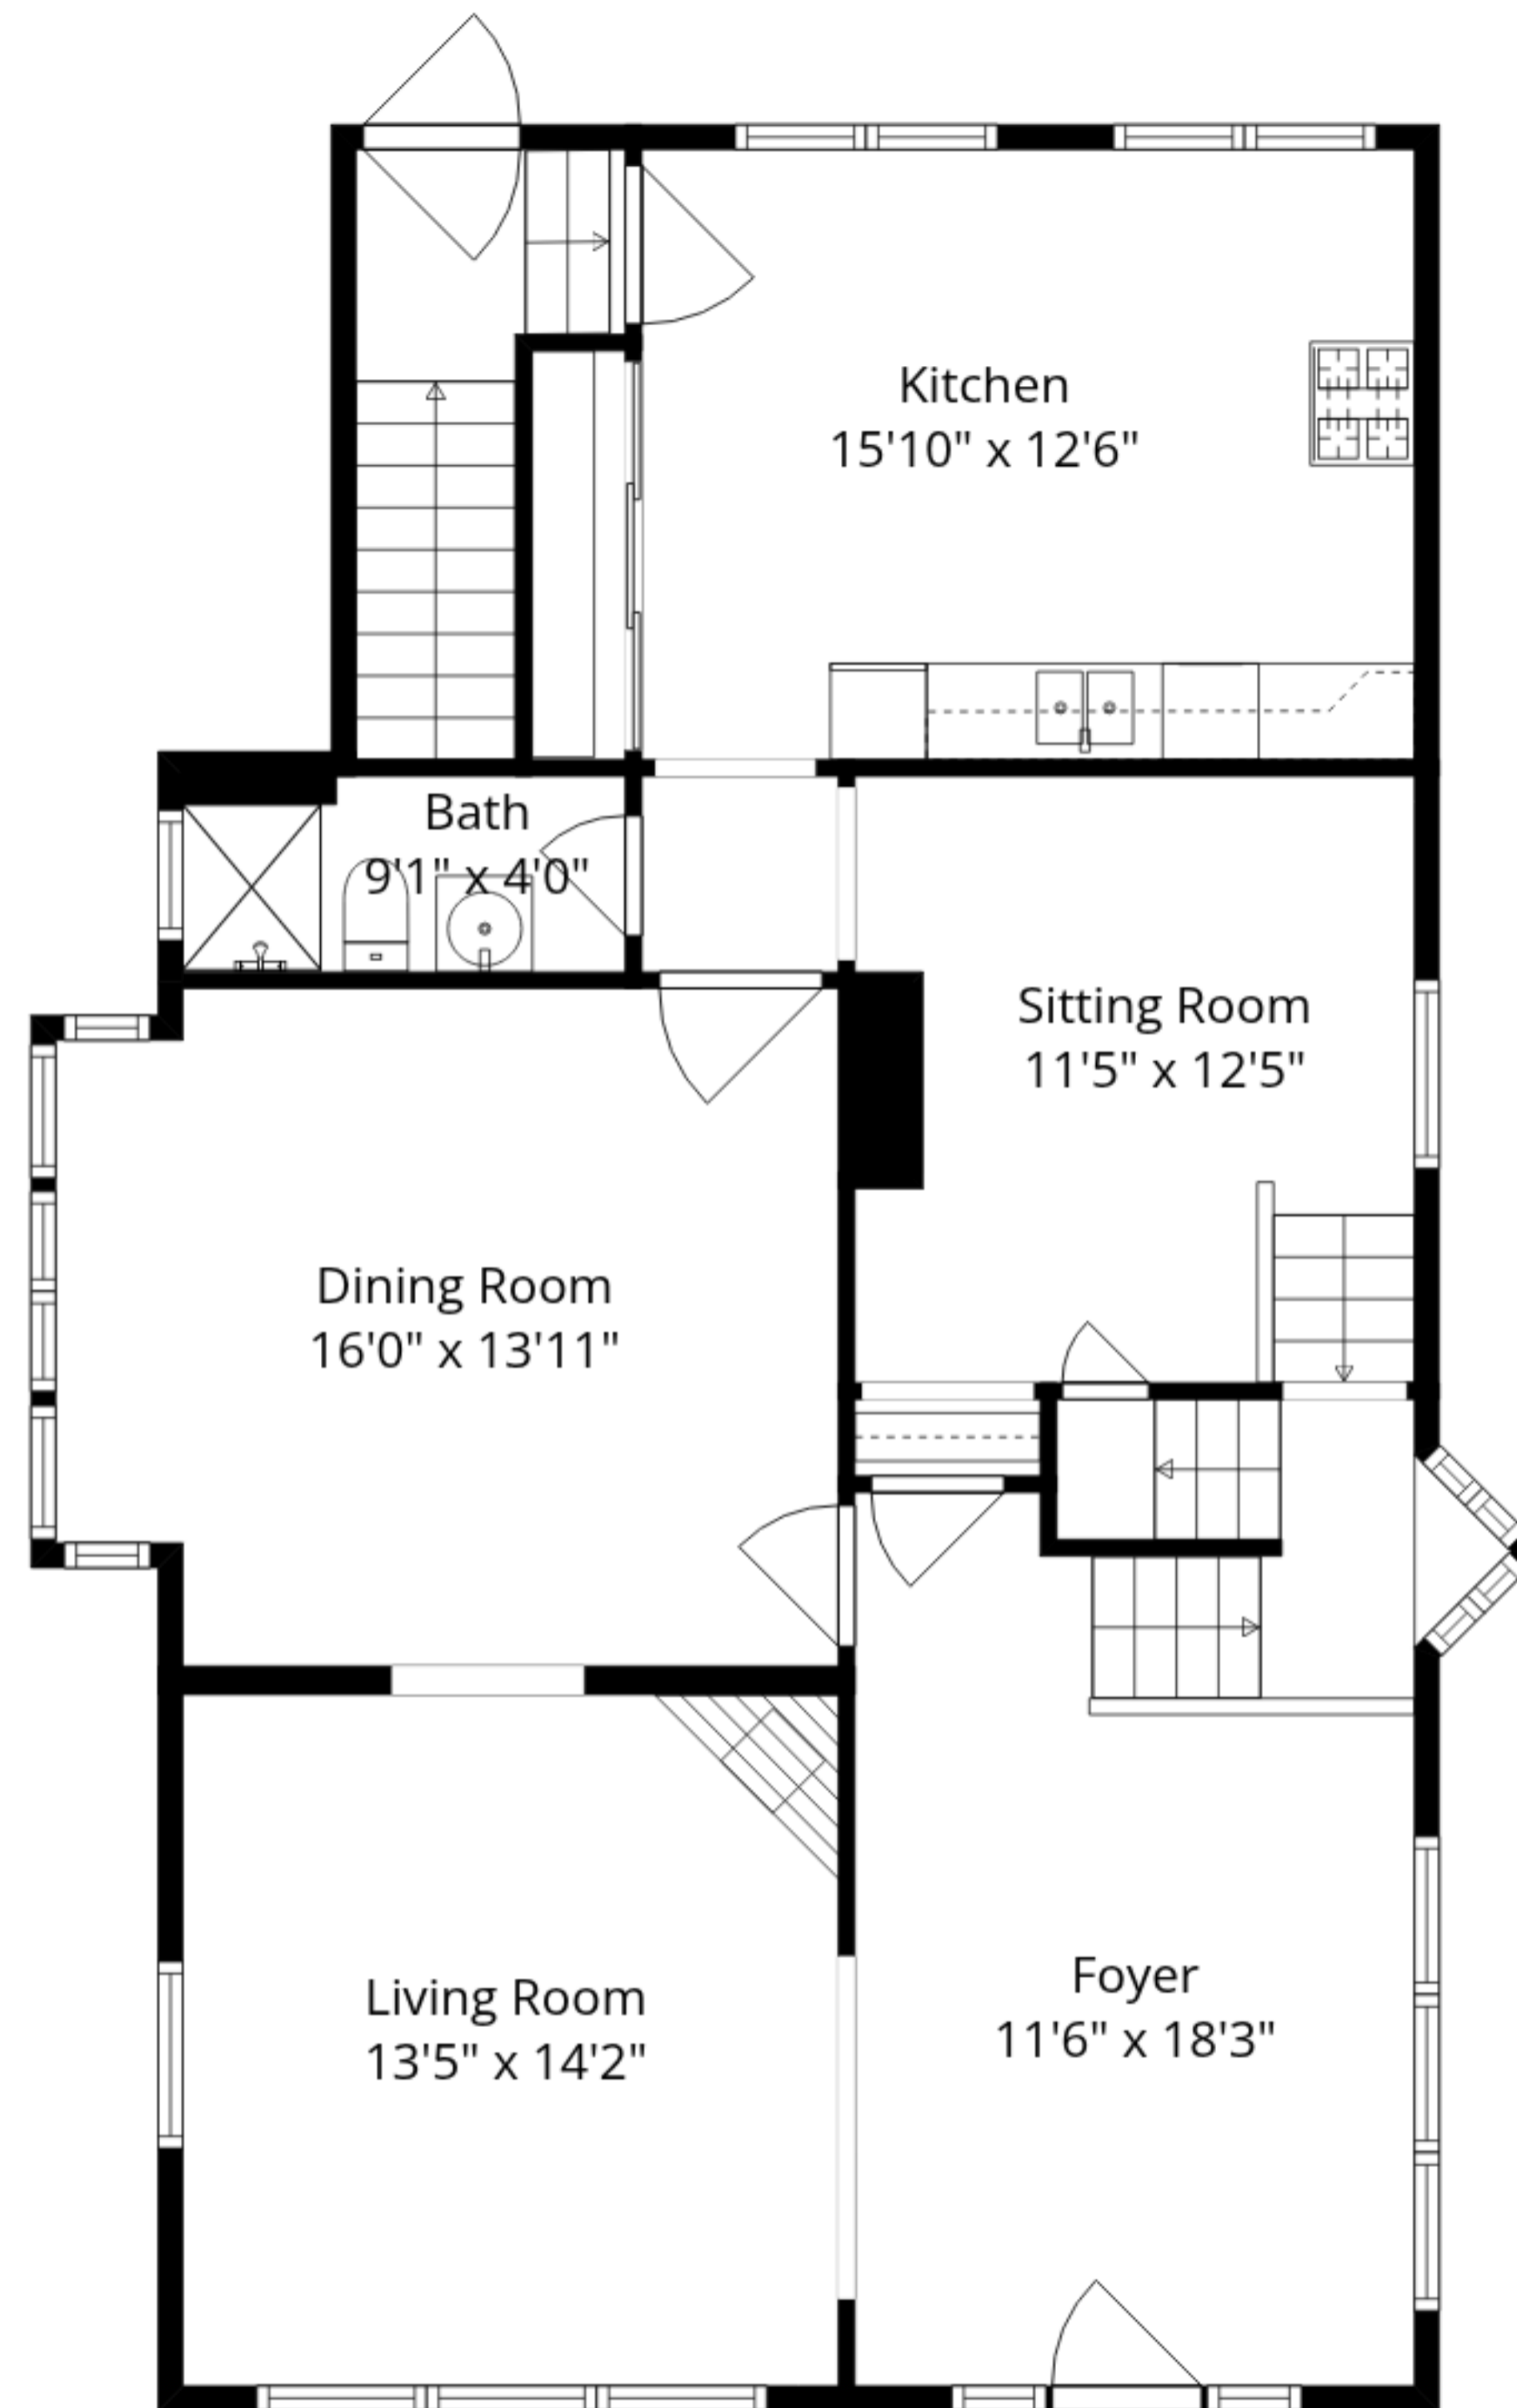 Kitchen
15'10" x 12'6"
Bath
9'1" x 4'0"
Sitting Room
11'5" x 12'5"
Dining Room
16'0" x 13'11"
Living Room
13'5" x 14'2"
Foyer
11'6" x 18'3"